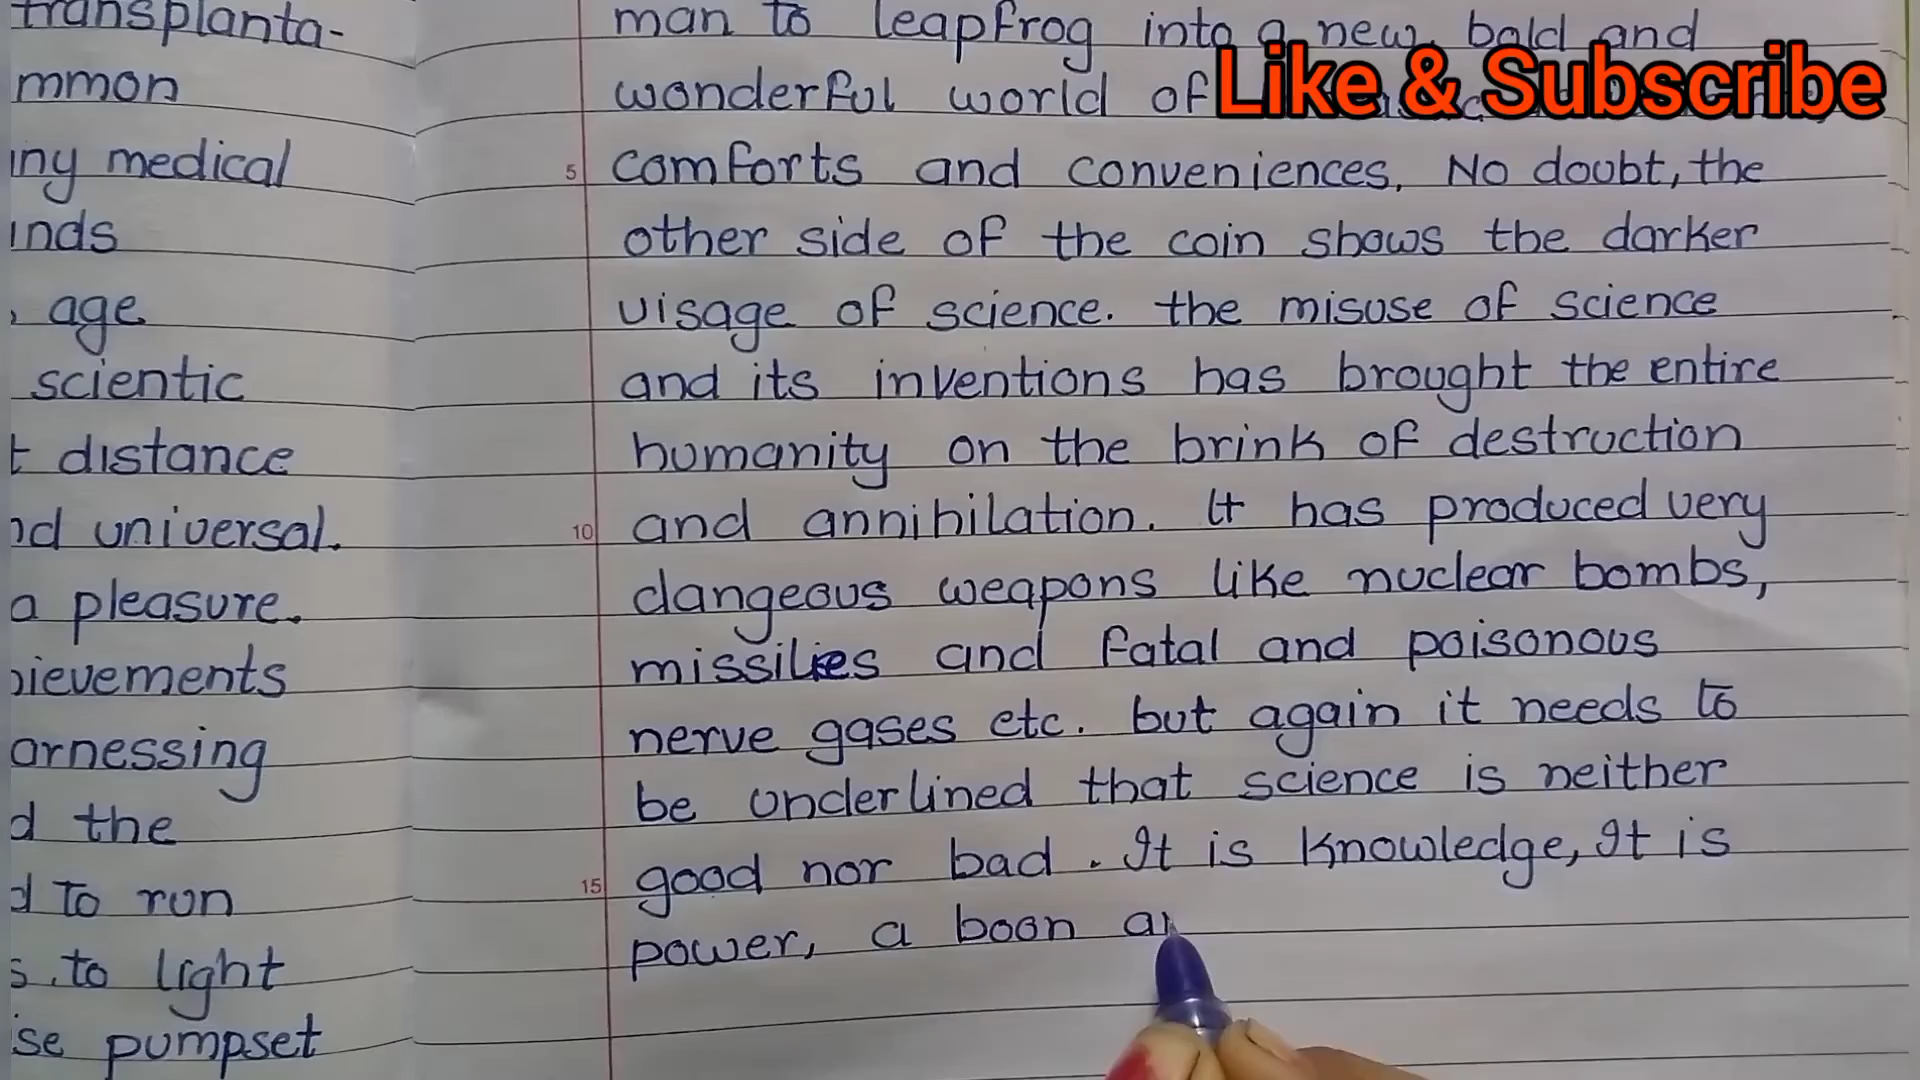 transplanta-
mmon
ny medical
nds
age
scientic
t distance
d universal.
a pleasure.
ievements
arnessing
d the
d to run
s. to light
se pumpset
man to leapfrog into a new, bold and
wonderful world of
Like & Subscribe
5 comforts and conveniences. No doubt, the
other side of the coin shows the darker
visage of science. the misuse of science
and its inventions has brought the entire
humanity on the brink of destruction
10 and annihilation. It has produced very
dangeous weapons like nuclear bombs,
missiles and fatal and poisonous
nerve gases etc. but again it needs to
be underlined that science is neither
15 good nor bad. It is knowledge, It is
power, a boon a